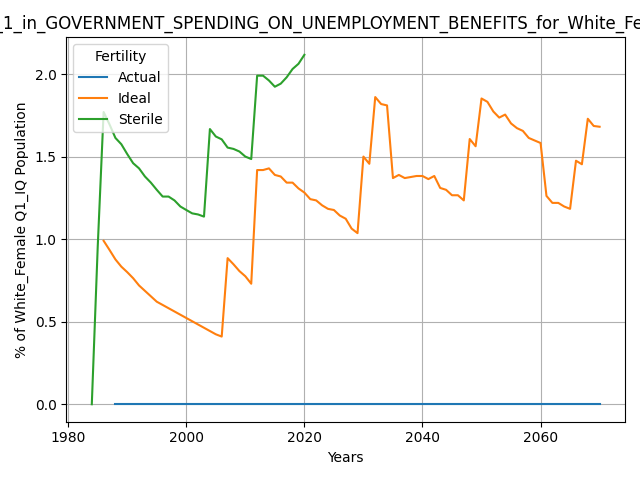 _1_in_GOVERNMENT_SPENDING_ON_UNEMPLOYMENT_BENEFITS_for_White_Fe
Fertility
Actual
Ideal
Sterile
% of White_Female Q1_IQ Population
2.0
1.5
1.0
0.5
0.0
1980 2000 2020 2040 2060
Years